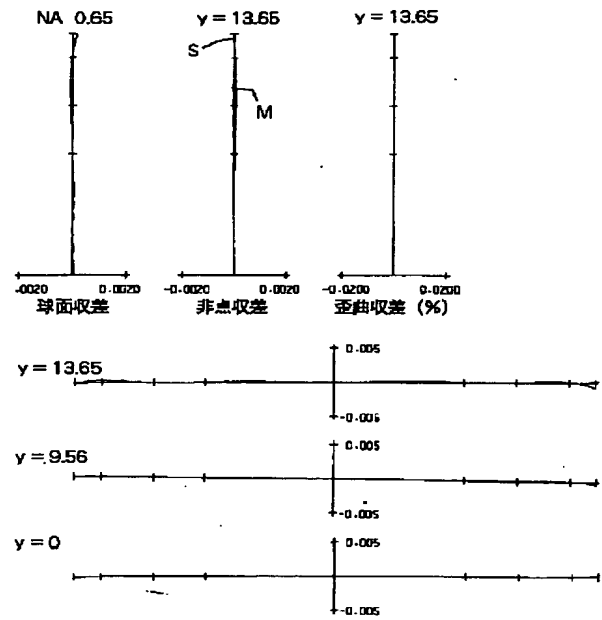 NA 0.65
y = 13.65
y = 13.65
S
M
-0020 0.0020
-0.0020 0.0020
-0.0200 0.0200
球面収差
非点収差
歪曲収差 (%)
y = 13.65
0.005
-0.005
y = 9.56
0.005
-0.005
y = 0
0.005
-0.005